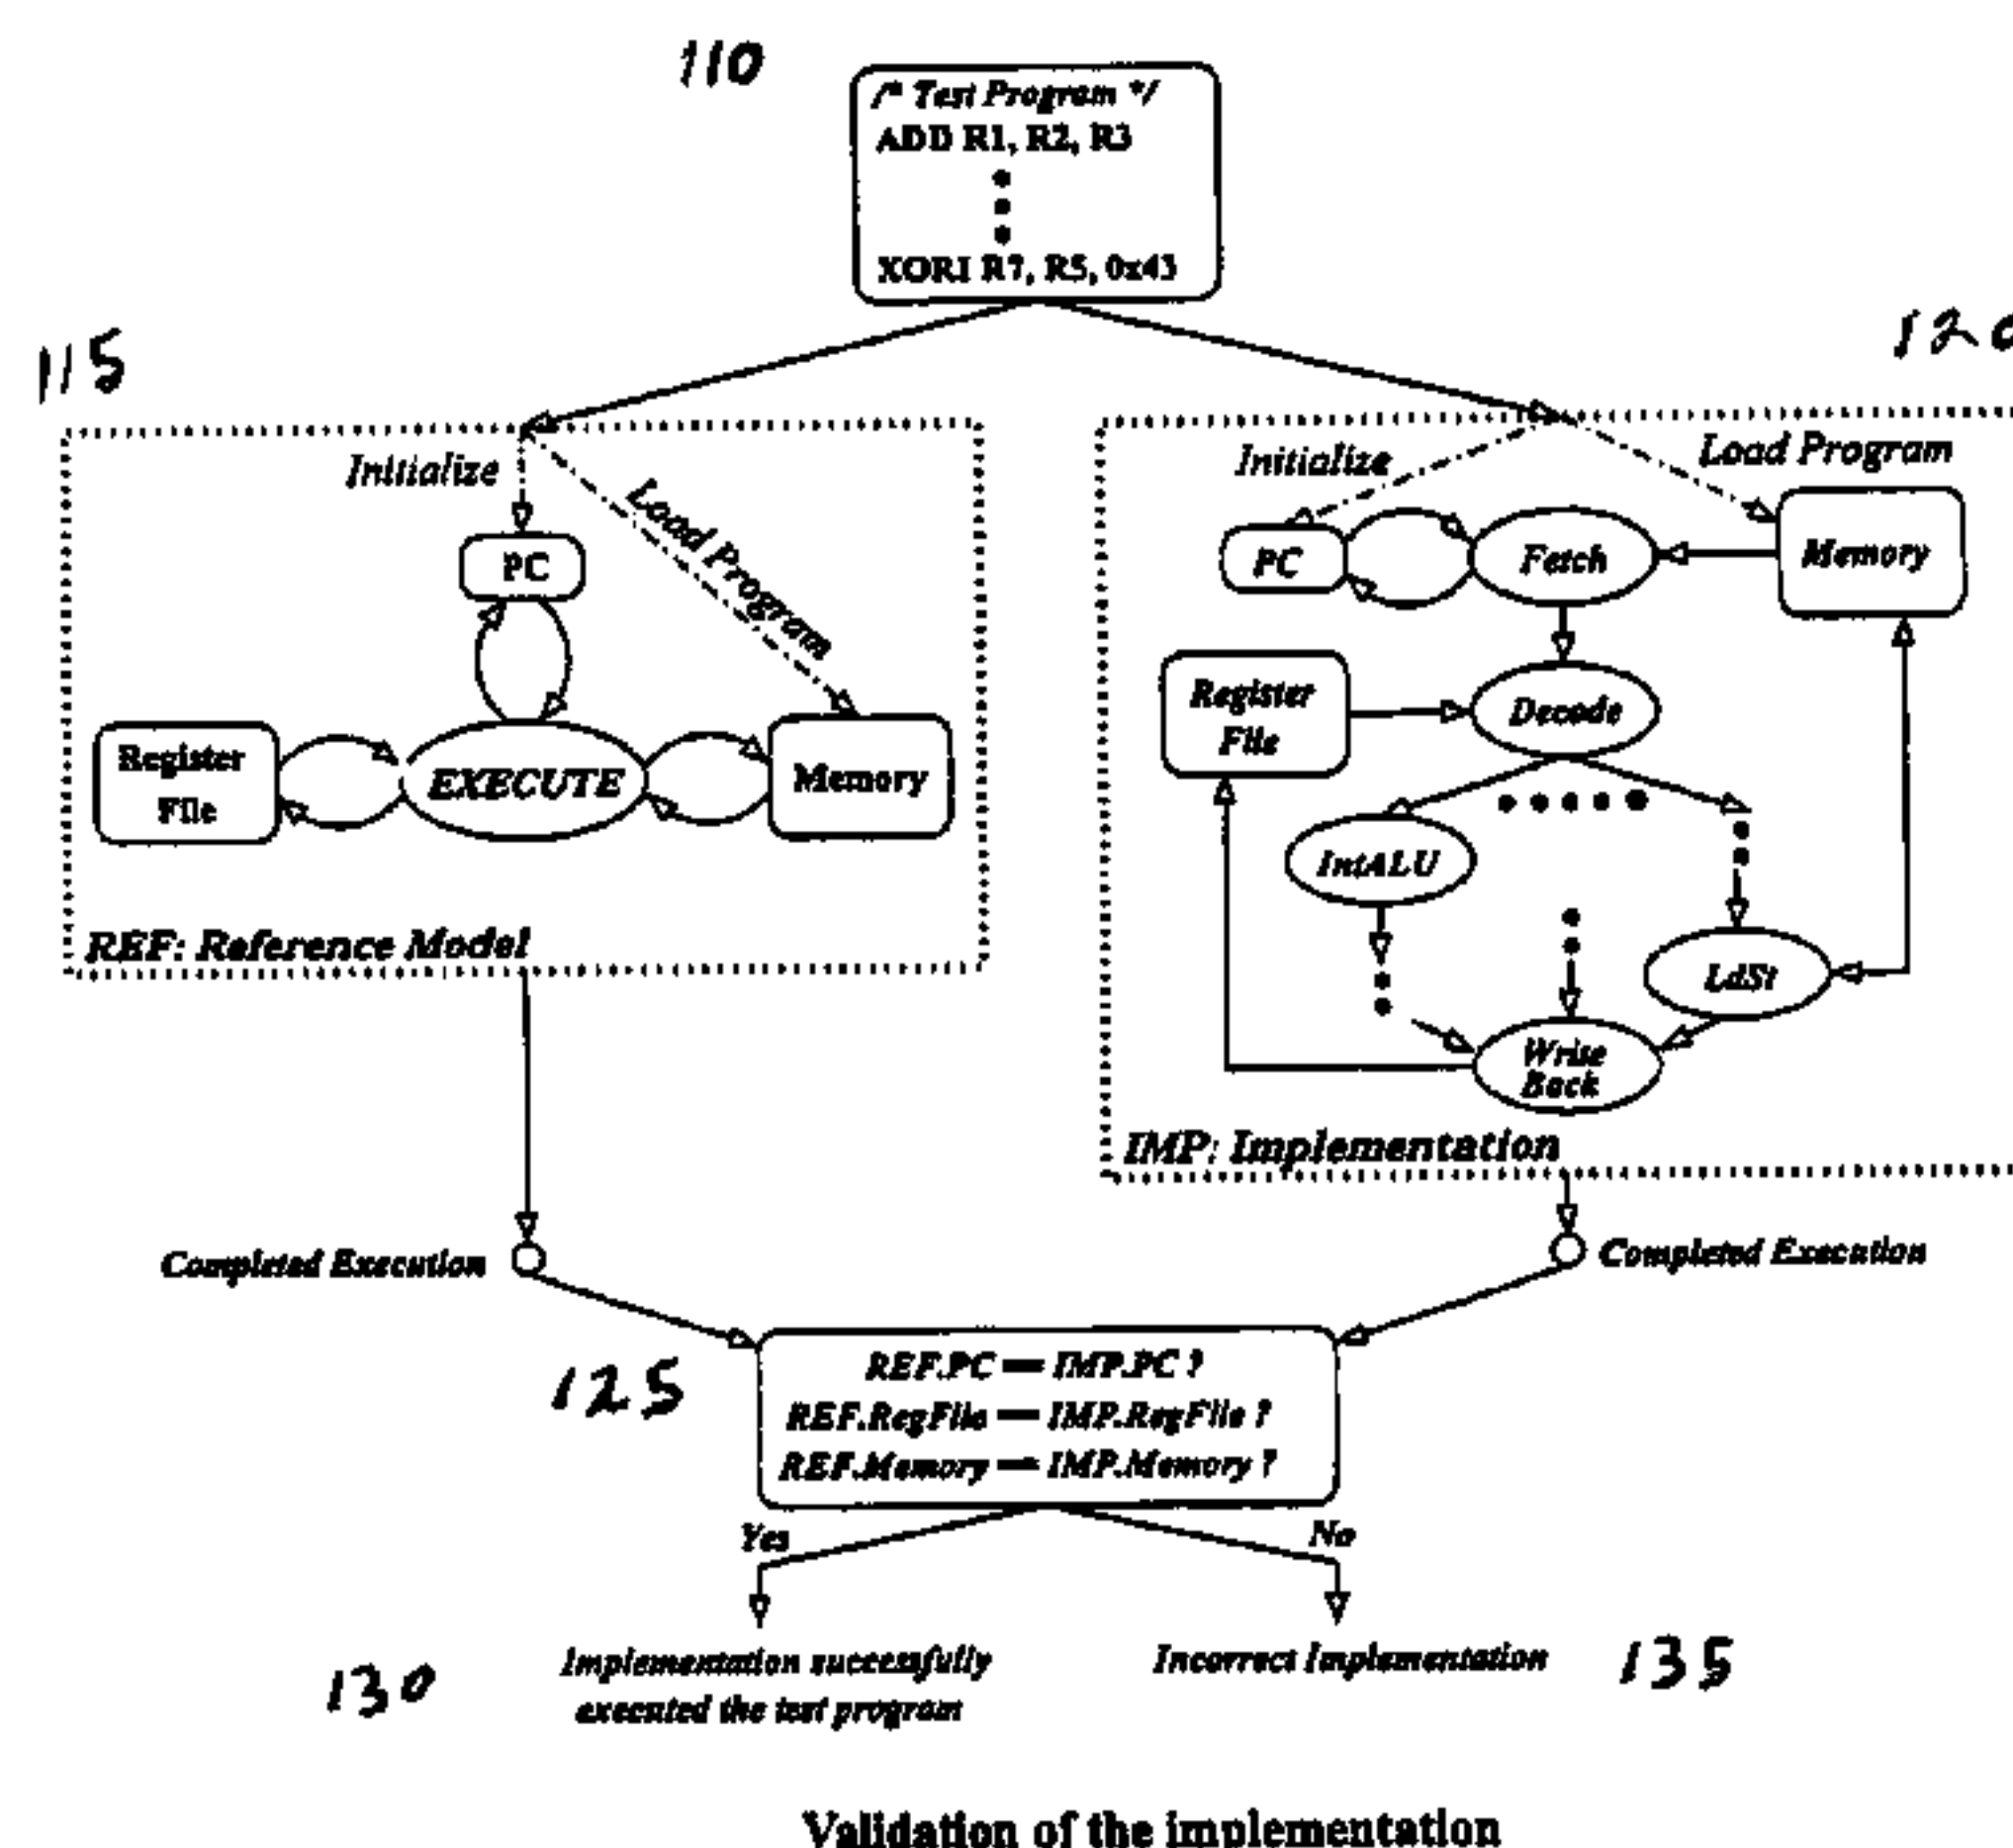 110
/* Test Program */
ADD R1, R2, R3
XORI R7, R5, 0x43
115
120
Initialize
Load Program
PC
Register
File
EXECUTE
Memory
REF: Reference Model
Initialize
Load Program
PC
Fetch
Memory
Register
File
Decode
IntALU
LdSt
Write
Back
IMP: Implementation
Completed Execution
Completed Execution
125
REF.PC == IMP.PC ?
REF.RegFile == IMP.RegFile ?
REF.Memory == IMP.Memory ?
Yes
No
130
Implementation successfully
executed the test program
Incorrect Implementation
135
Validation of the implementation